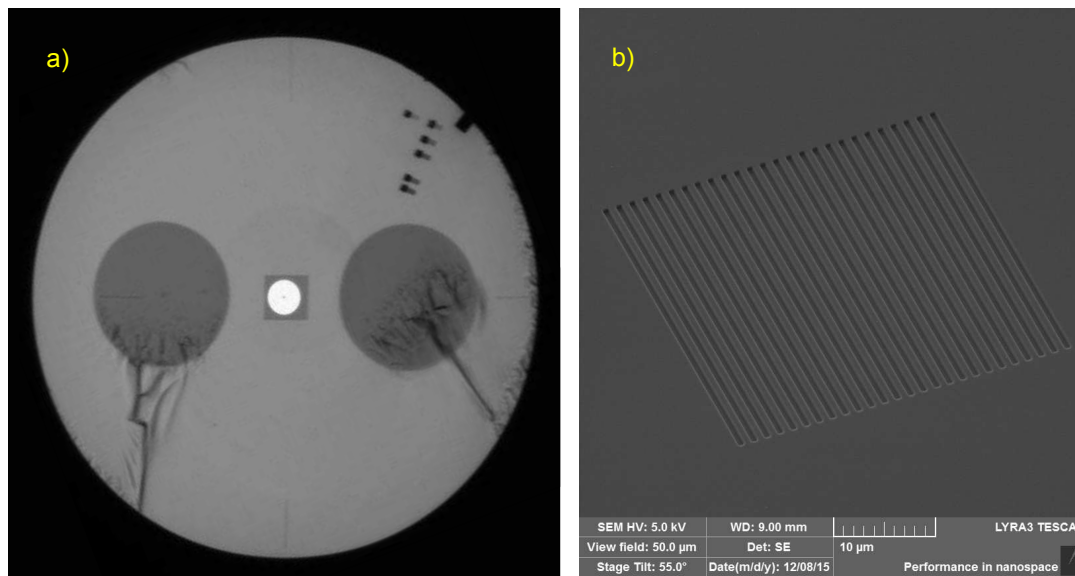 a)
b)
SEM HV: 5.0 kV
WD: 9.00 mm
LYRA3 TESCA
View field: 50.0 µm
Det: SE
10 µm
Stage Tilt: 55.0°
Date(m/d/y): 12/08/15
Performance in nanospace